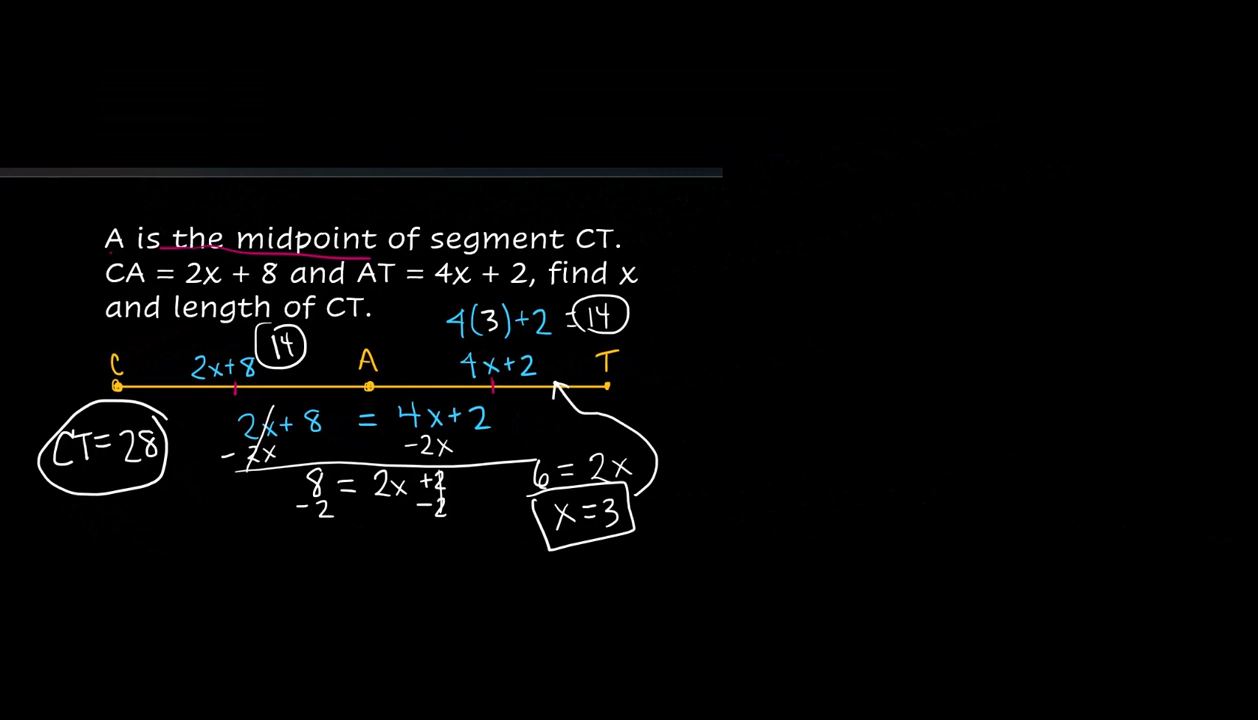 A is the midpoint of segment CT.
CA = 2x + 8 and AT = 4x + 2, find x
and length of CT.
4(3)+2 = 14
14
C 2x+8 A 4x+2 T
2x+8 = 4x+2
-2x -2x
CT=28
8 = 2x +2
-2 -2
6 = 2x
x=3